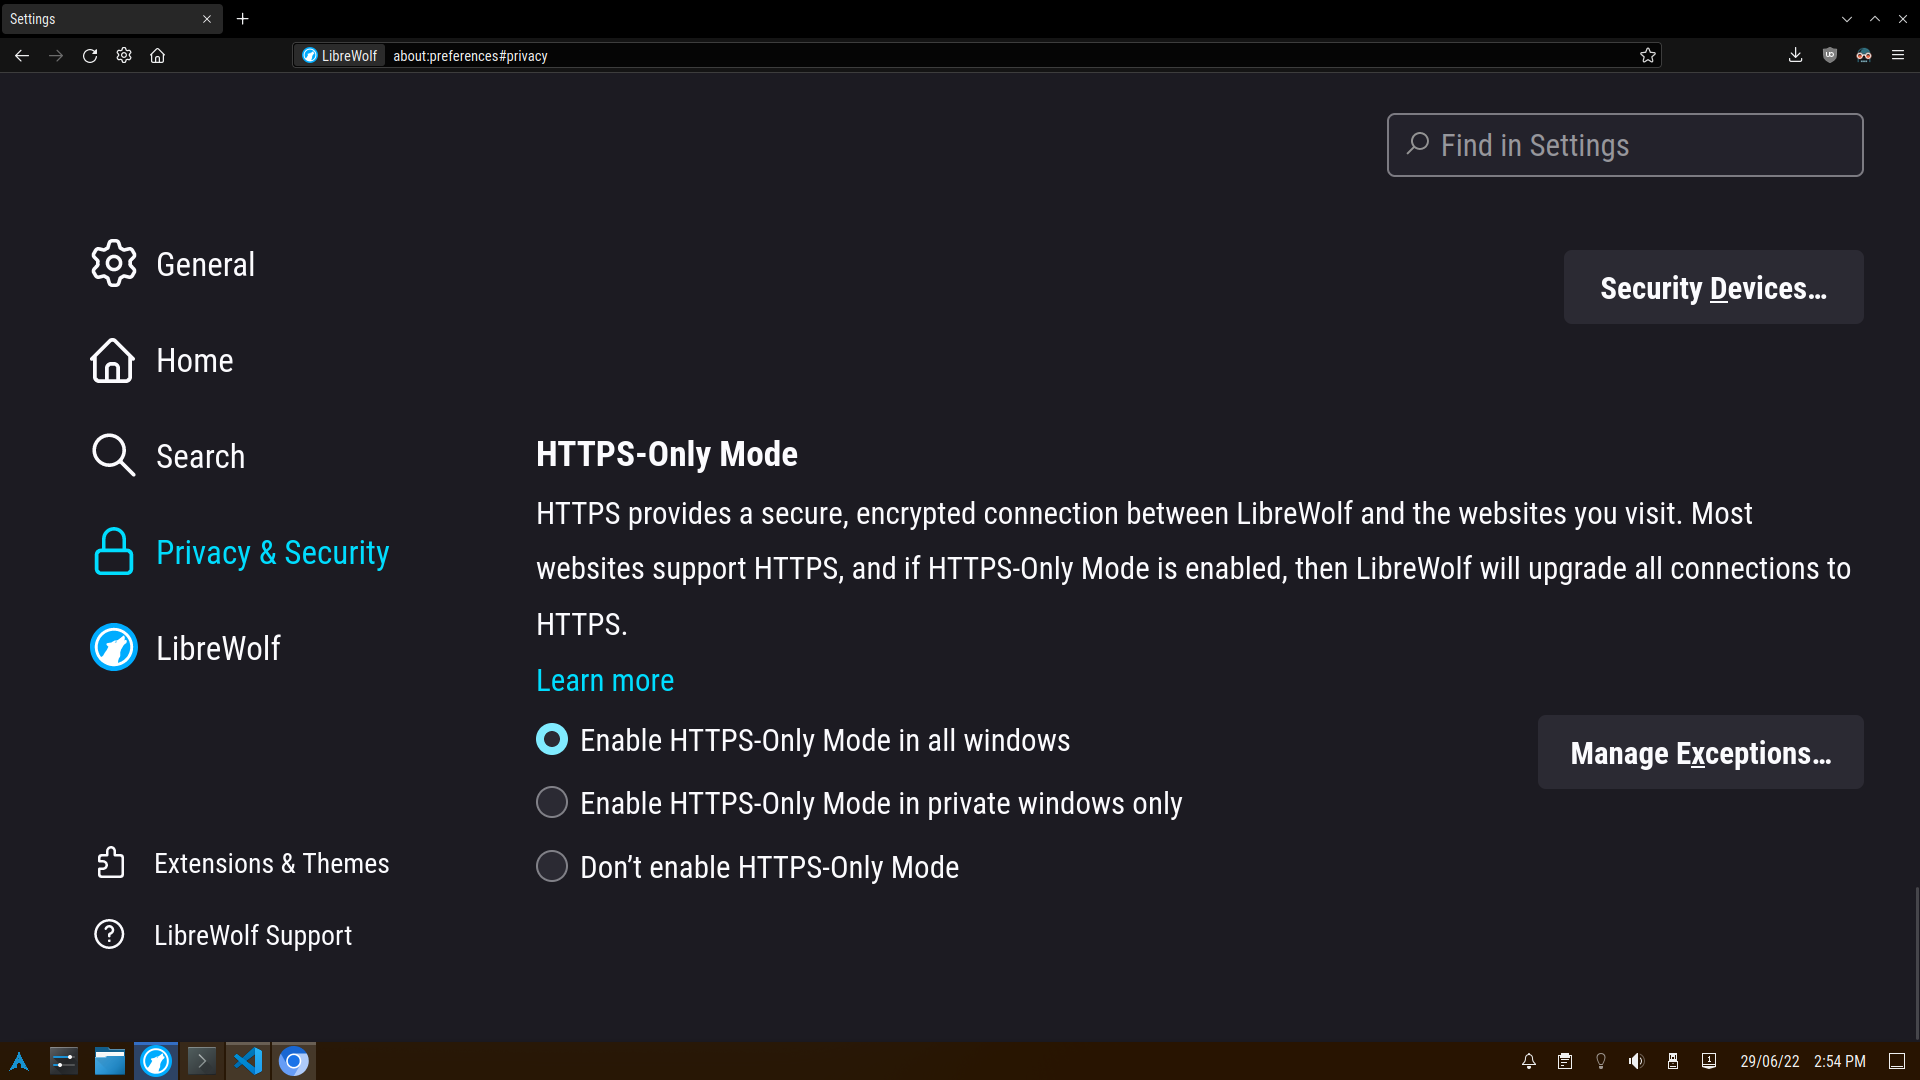 Settings
LibreWolf about:preferences#privacy
Find in Settings
General
Security Devices...
Home
HTTPS-Only Mode
Search
HTTPS provides a secure, encrypted connection between LibreWolf and the websites you visit. Most
Privacy & Security
websites support HTTPS, and if HTTPS-Only Mode is enabled, then LibreWolf will upgrade all connections to
HTTPS.
LibreWolf
Learn more
Enable HTTPS-Only Mode in all windows
Manage Exceptions...
Enable HTTPS-Only Mode in private windows only
Don’t enable HTTPS-Only Mode
Extensions & Themes
LibreWolf Support
1 29/06/22 2:54 PM